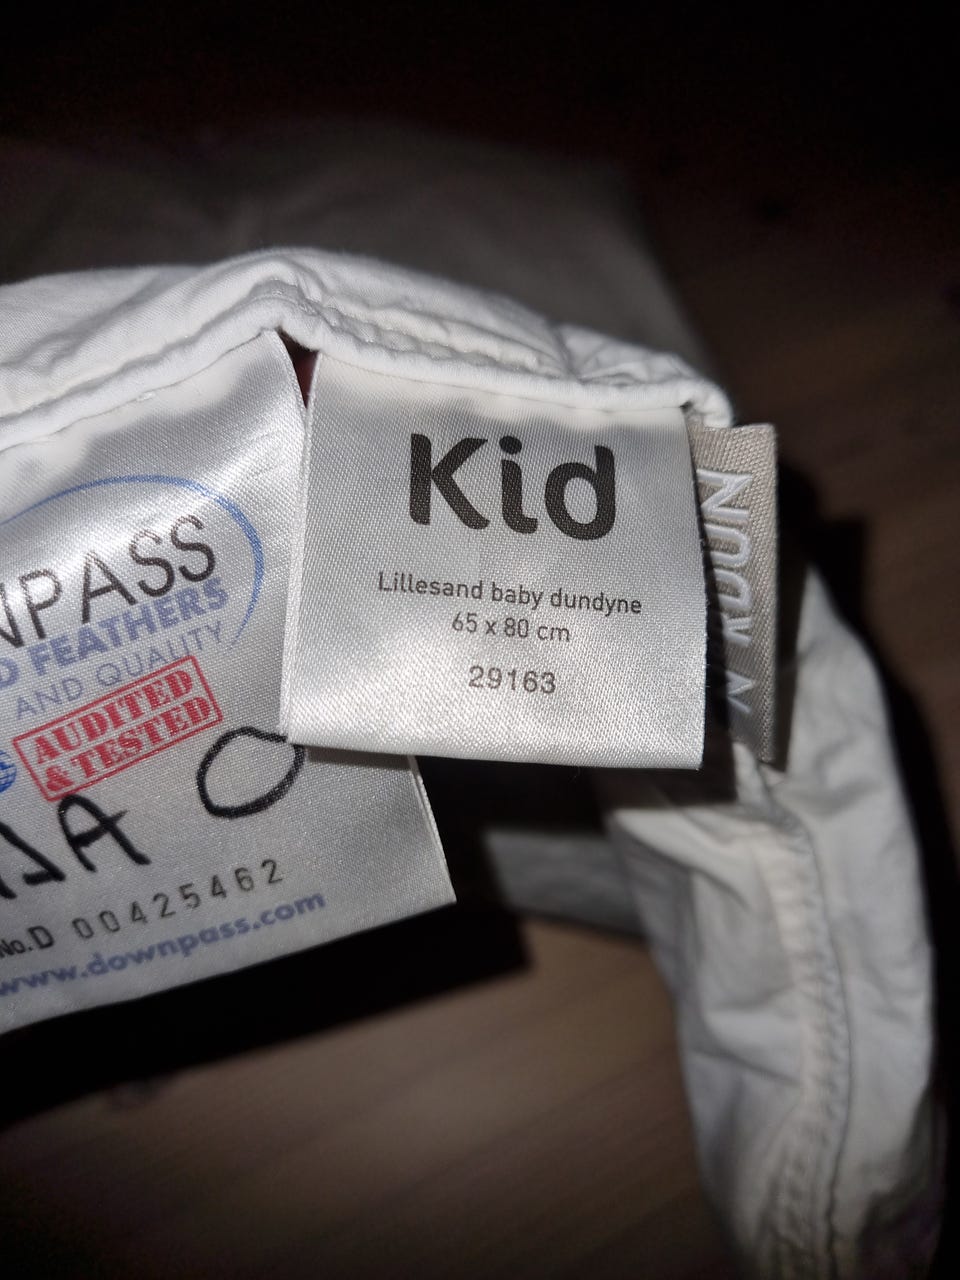 Kid
Lillesand baby dundyne
65 x 80 cm
29163
NPASS
D FEATHERS
AND QUALITY
AUDITED
& TESTED
JA O
No. D 00425462
www.downpass.com